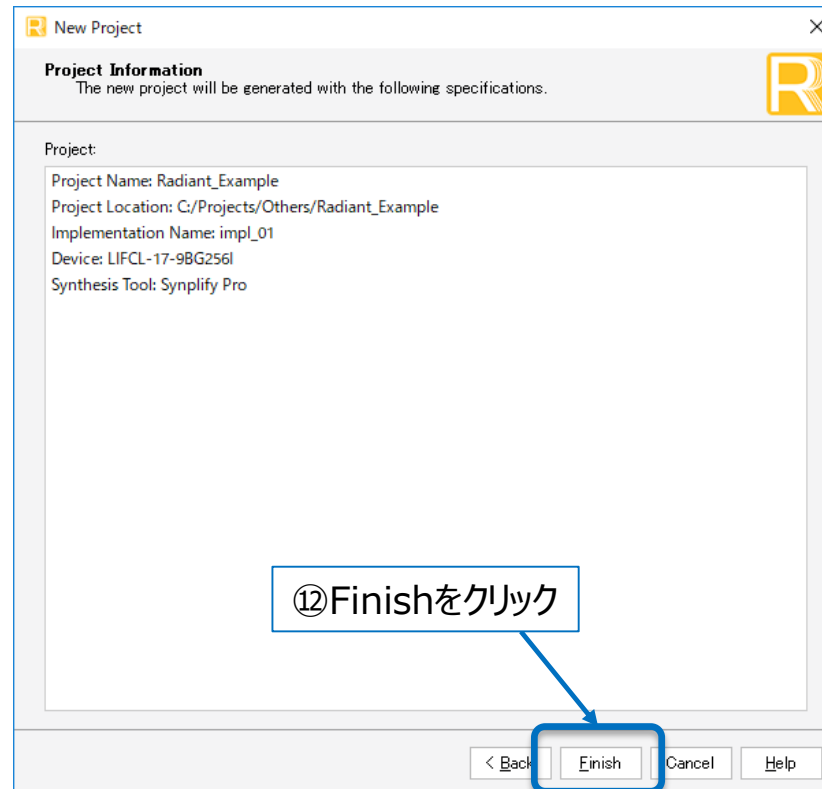 New Project
Project Information
The new project will be generated with the following specifications.
Project:
Project Name: Radiant_Example
Project Location: C:/Projects/Others/Radiant_Example
Implementation Name: impl_01
Device: LIFCL-17-9BG256I
Synthesis Tool: Synplify Pro
⑫Finishをクリック
< Back Finish Cancel Help